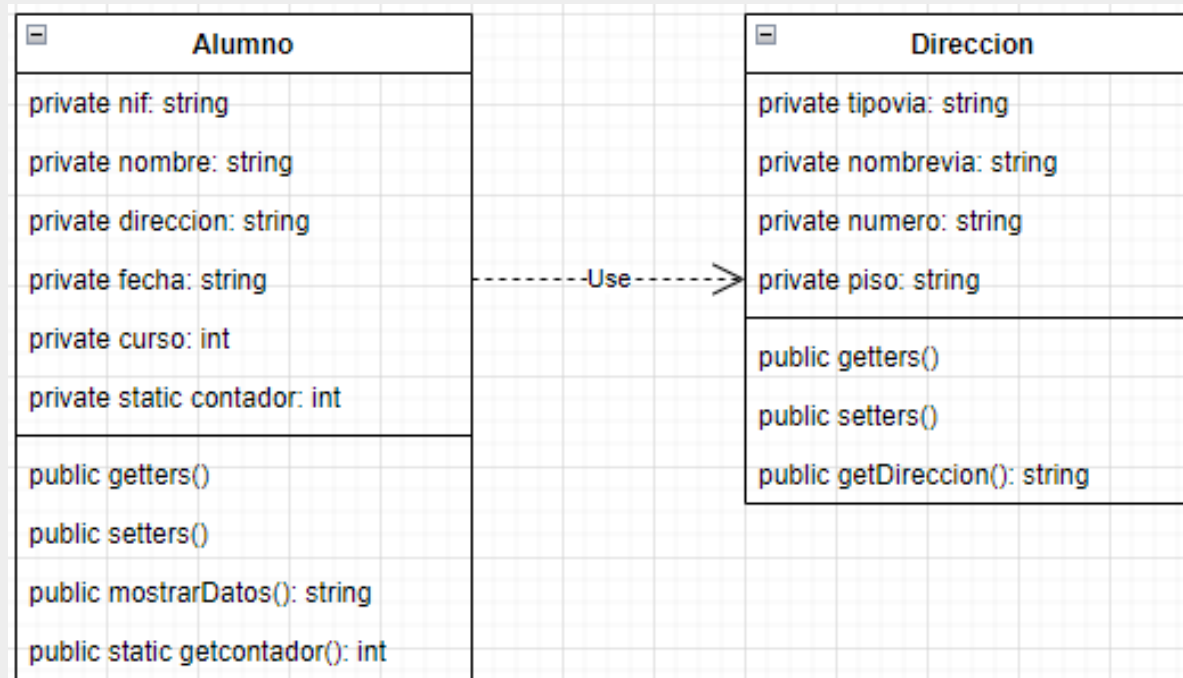 Alumno
private nif: string
private nombre: string
private direccion: string
private fecha: string
private curso: int
private static contador: int
public getters()
public setters()
public mostrarDatos(): string
public static getcontador(): int
Use
Direccion
private tipovia: string
private nombrevia: string
private numero: string
private piso: string
public getters()
public setters()
public getDireccion(): string